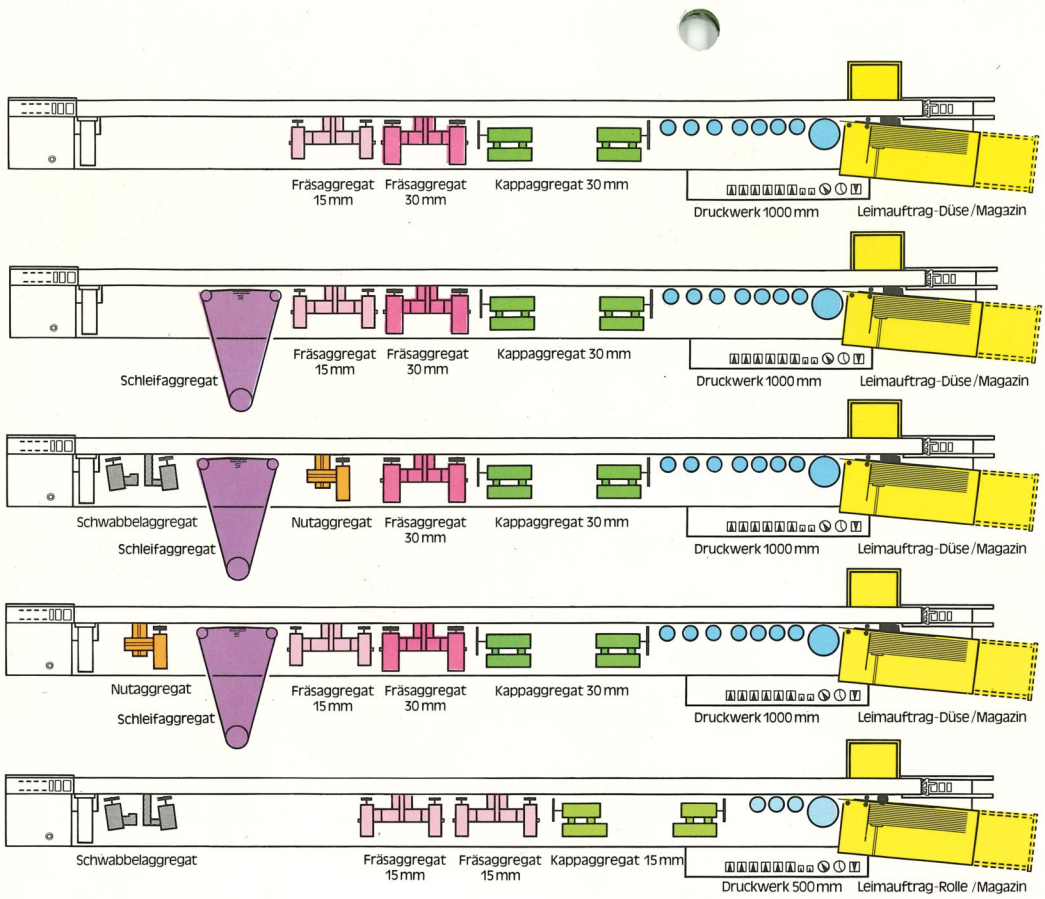 Fräsaggregat 15 mm
Fräsaggregat 30 mm
Kappaggregat 30 mm
Druckwerk 1000 mm
Leimauftrag-Düse/Magazin
Schleifaggregat
Fräsaggregat 15 mm
Fräsaggregat 30 mm
Kappaggregat 30 mm
Druckwerk 1000 mm
Leimauftrag-Düse/Magazin
Schwabbelaggregat
Schleifaggregat
Nutaggregat
Fräsaggregat 30 mm
Kappaggregat 30 mm
Druckwerk 1000 mm
Leimauftrag-Düse/Magazin
Nutaggregat
Schleifaggregat
Fräsaggregat 15 mm
Fräsaggregat 30 mm
Kappaggregat 30 mm
Druckwerk 1000 mm
Leimauftrag-Düse/Magazin
Schwabbelaggregat
Fräsaggregat 15 mm
Fräsaggregat 15 mm
Kappaggregat 15 mm
Druckwerk 500 mm
Leimauftrag-Rolle/Magazin